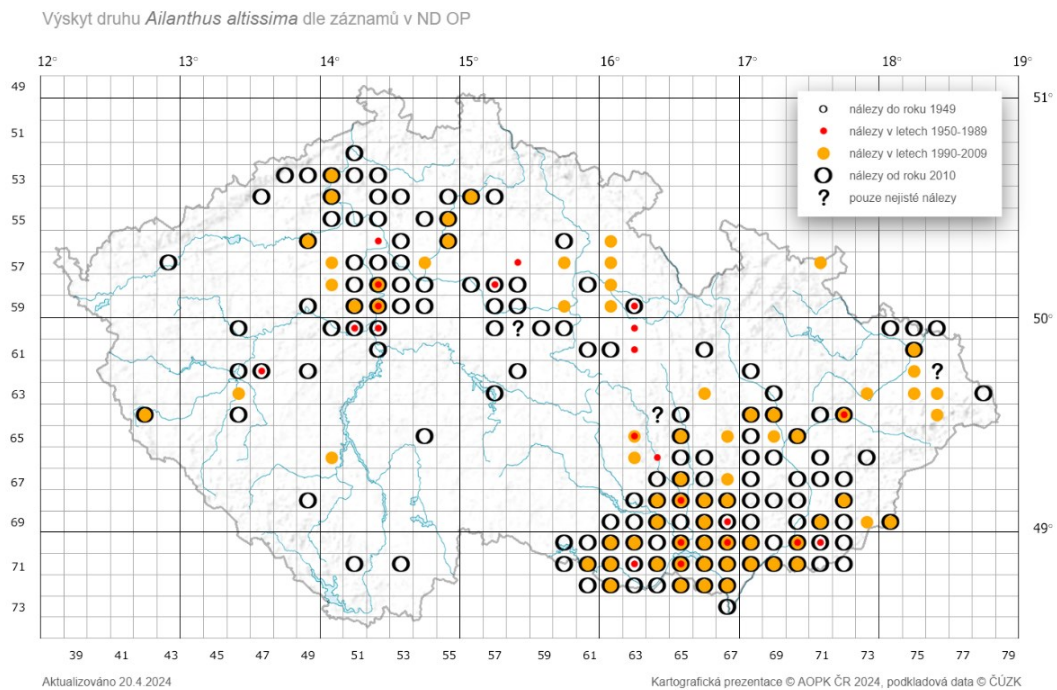 Výskyt druhu Ailanthus altissima dle záznamů v ND OP
12° 13° 14° 15° 16° 17° 18° 19°
49
51°
nálezy do roku 1949
51
nálezy v letech 1950-1989
nálezy v letech 1990-2009
53
nálezy od roku 2010
? pouze nejisté nálezy
55
57
59
50°
?
61
?
63
?
65
67
69
49°
71
73
39 41 43 45 47 49 51 53 55 57 59 61 63 65 67 69 71 73 75 77 79
Aktualizováno 20.4.2024
Kartografická prezentace © AOPK ČR 2024, podkladová data © ČÚZK